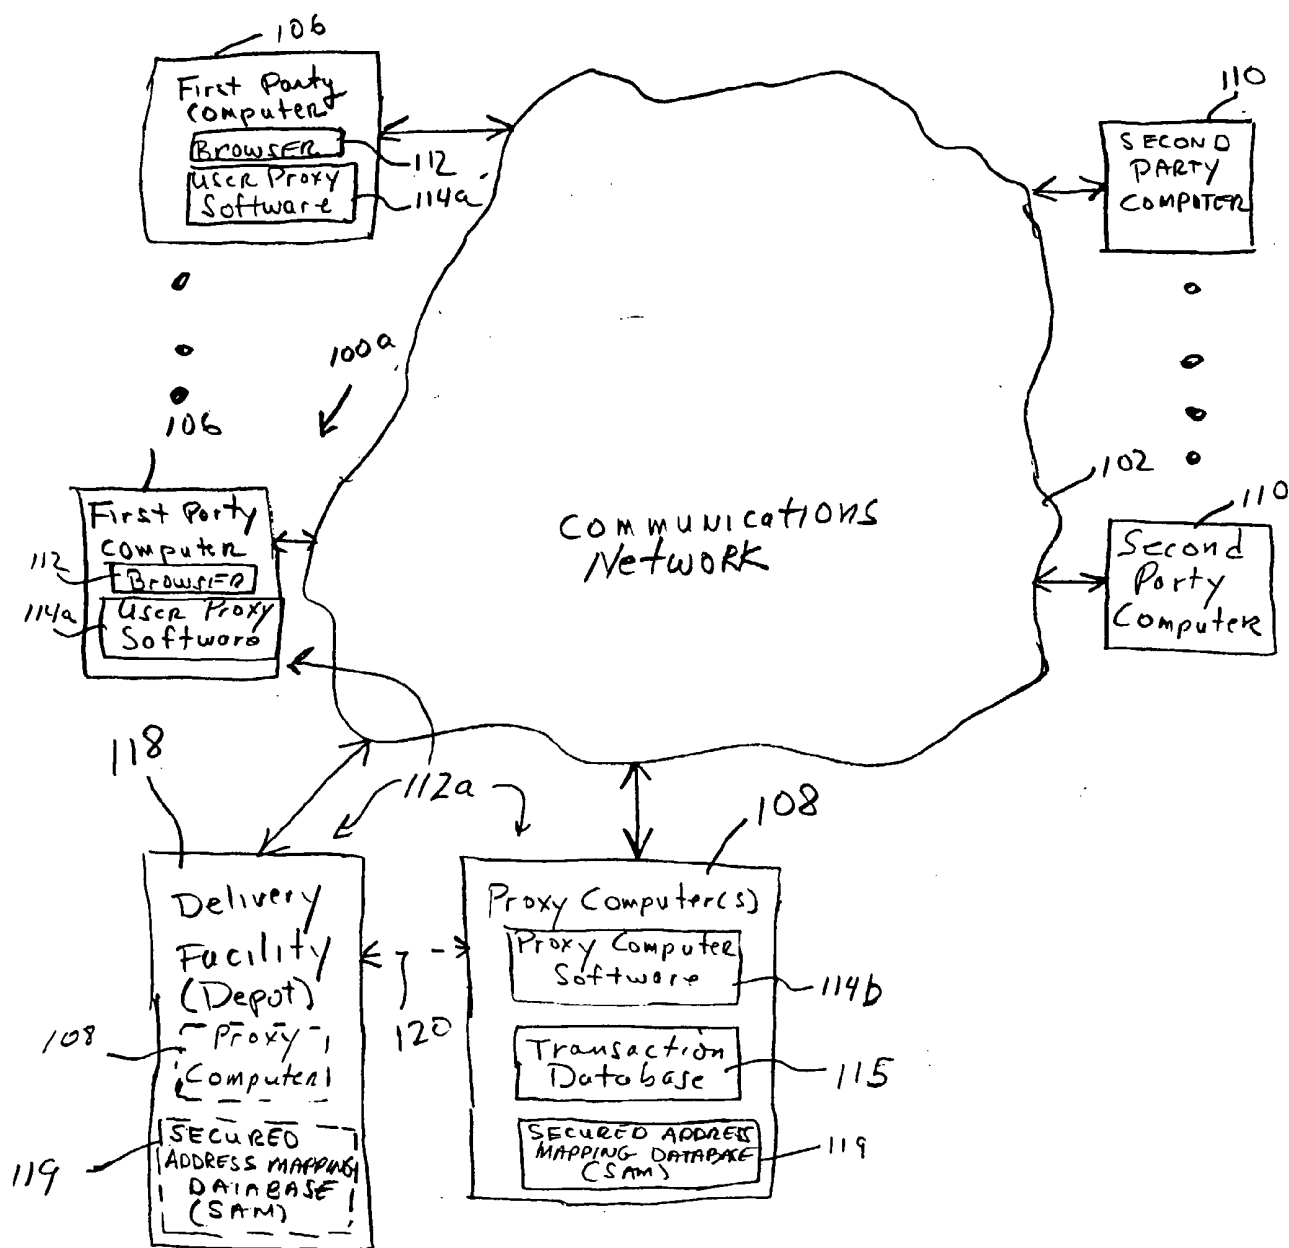 106
First Party
Computer
BROWSER
112
USER Proxy
Software
114a
110
SECOND
PARTY
COMPUTER
100a
106
First Party
Computer
112
BROWSER
114a
USER Proxy
Software
Communications
Network
102
110
Second
Party
Computer
118
112a
108
Delivery
Facility
(Depot)
108
Proxy
Computer
119
SECURED
ADDRESS MAPPING
DATABASE
(SAM)
120
Proxy Computer(s)
Proxy Computer
Software
114b
Transaction
Database
115
SECURED ADDRESS
MAPPING DATABASE
(SAM)
119